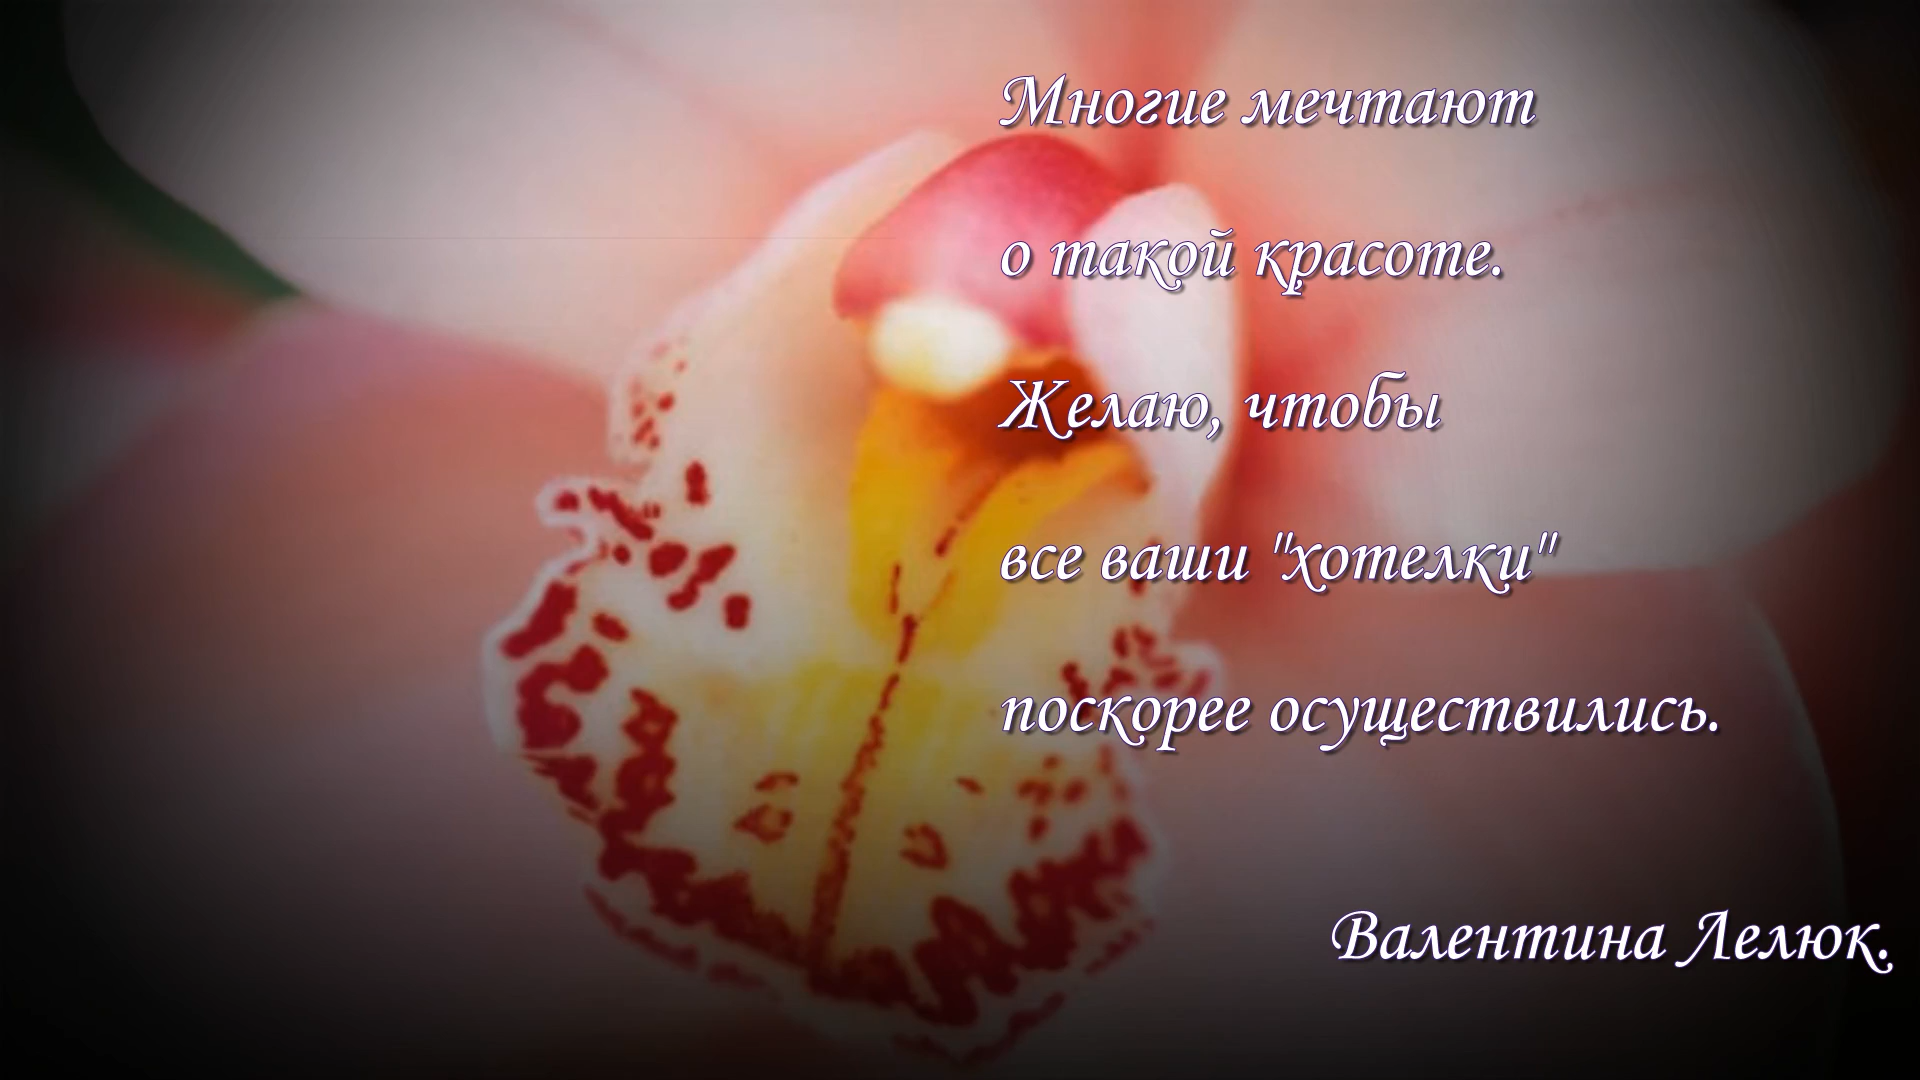 Многие мечтают
о такой красоте.
Желаю, чтобы
все ваши "хотелки"
поскорее осуществились.
Валентина Лелюк.